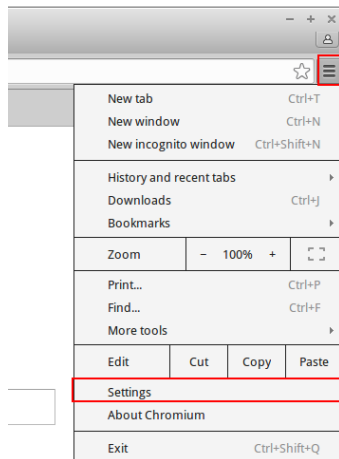 New tab Ctrl+T
New window Ctrl+N
New incognito window Ctrl+Shift+N
History and recent tabs
Downloads Ctrl+J
Bookmarks
Zoom − 100% +
Print... Ctrl+P
Find... Ctrl+F
More tools
Edit Cut Copy Paste
Settings
About Chromium
Exit Ctrl+Shift+Q